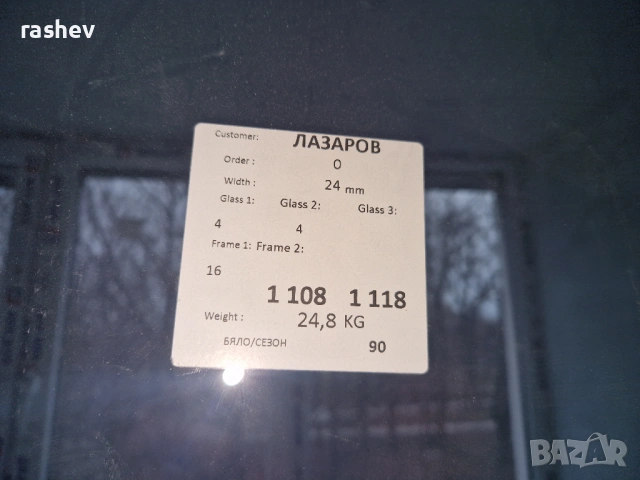 rashev
Customer: ЛАЗАРОВ
Order : 0
Width : 24 mm
Glass 1: Glass 2: Glass 3:
4 4
Frame 1: Frame 2:
16
1 108 1 118
Weight : 24,8 KG
БЯЛО/СЕЗОН 90
BAZAR